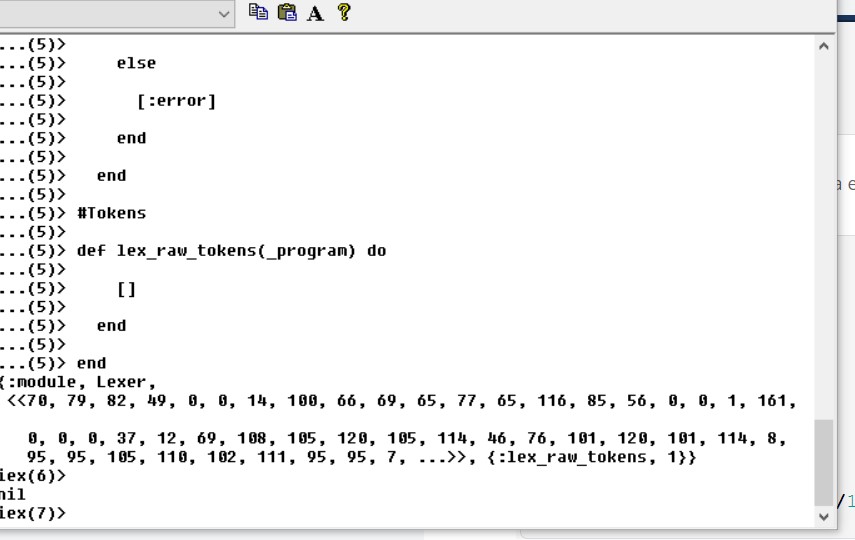 ...(5)>
...(5)> else
...(5)>
...(5)> [:error]
...(5)>
...(5)> end
...(5)>
...(5)> end
...(5)>
...(5)> #Tokens
...(5)>
...(5)> def lex_raw_tokens(_program) do
...(5)>
...(5)> []
...(5)>
...(5)> end
...(5)>
...(5)> end
{:module, Lexer,
<<70, 79, 82, 49, 0, 0, 14, 100, 66, 69, 65, 77, 65, 116, 85, 56, 0, 0, 1, 161,
0, 0, 0, 37, 12, 69, 108, 105, 120, 105, 114, 46, 76, 101, 120, 101, 114, 8,
95, 95, 105, 110, 102, 111, 95, 95, 7, ...>>, {:lex_raw_tokens, 1}}
iex(6)>
nil
iex(7)>